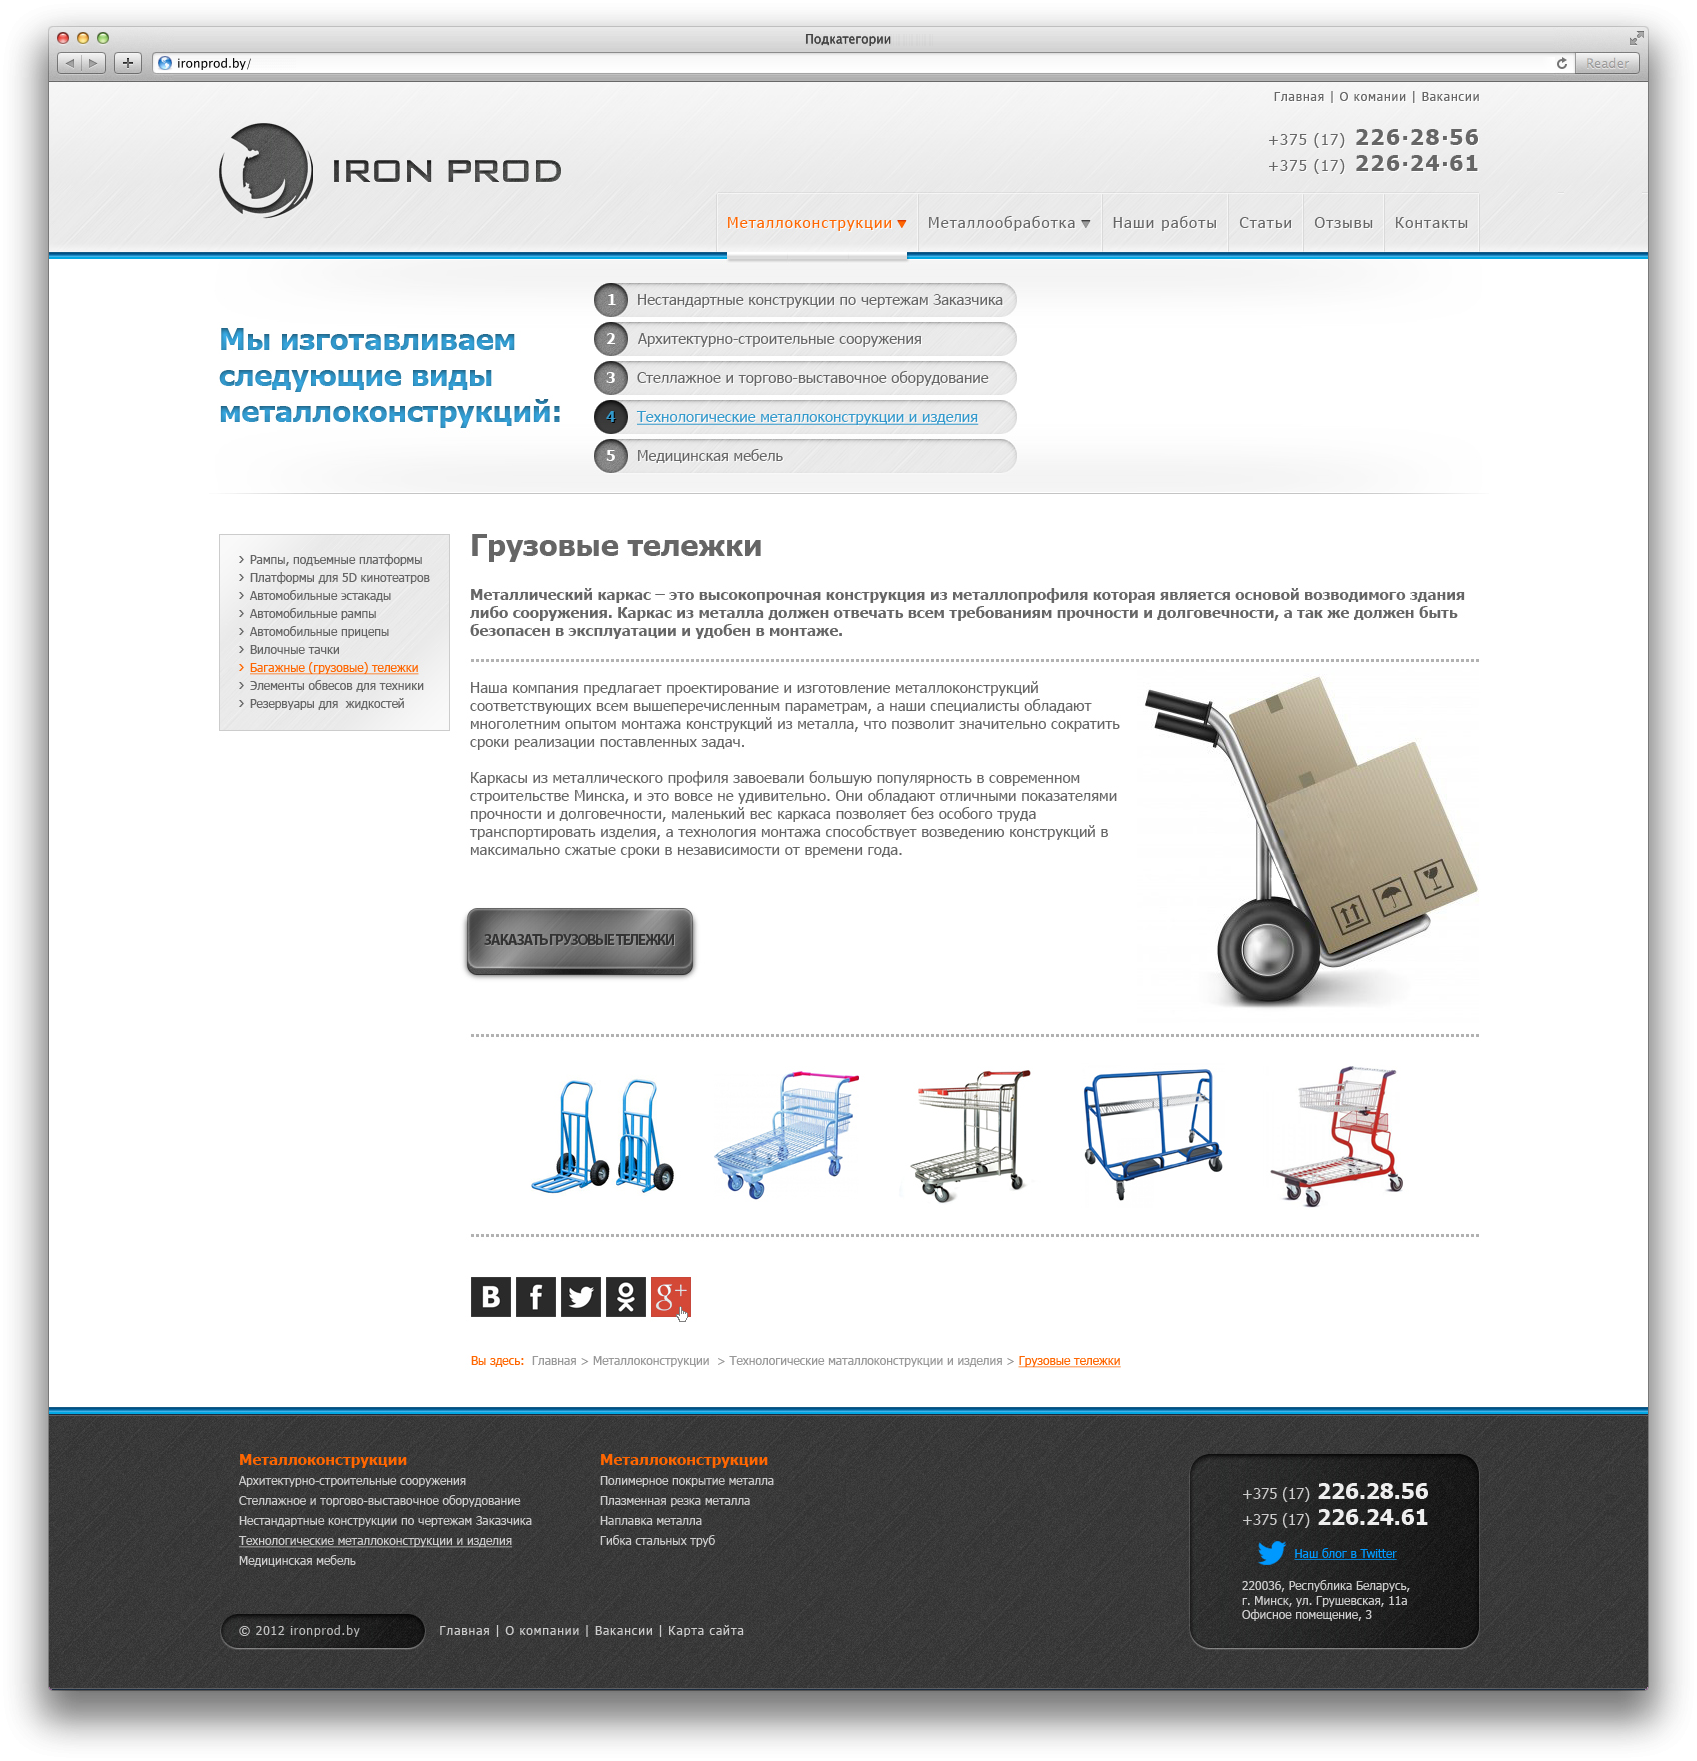 Подкатегории
ironprod.by/
Reader
Главная | О комании | Вакансии
IRON PROD
+375 (17) 226·28·56
+375 (17) 226·24·61
Металлоконструкции Металлообработка Наши работы Статьи Отзывы Контакты
Мы изготавливаем
следующие виды
металлоконструкций:
1 Нестандартные конструкции по чертежам Заказчика
2 Архитектурно-строительные сооружения
3 Стеллажное и торгово-выставочное оборудование
4 Технологические металлоконструкции и изделия
5 Медицинская мебель
› Рампы, подъемные платформы
› Платформы для 5D кинотеатров
› Автомобильные эстакады
› Автомобильные рампы
› Автомобильные прицепы
› Вилочные тачки
› Багажные (грузовые) тележки
› Элементы обвесов для техники
› Резервуары для жидкостей
Грузовые тележки
Металлический каркас – это высокопрочная конструкция из металлопрофиля которая является основой возводимого здания
либо сооружения. Каркас из металла должен отвечать всем требованиям прочности и долговечности, а так же должен быть
безопасен в эксплуатации и удобен в монтаже.
Наша компания предлагает проектирование и изготовление металлоконструкций
соответствующих всем вышеперечисленным параметрам, а наши специалисты обладают
многолетним опытом монтажа конструкций из металла, что позволит значительно сократить
сроки реализации поставленных задач.
Каркасы из металлического профиля завоевали большую популярность в современном
строительстве Минска, и это вовсе не удивительно. Они обладают отличными показателями
прочности и долговечности, маленький вес каркаса позволяет без особого труда
транспортировать изделия, а технология монтажа способствует возведению конструкций в
максимально сжатые сроки в независимости от времени года.
ЗАКАЗАТЬ ГРУЗОВЫЕ ТЕЛЕЖКИ
В f g+
Вы здесь: Главная > Металлоконструкции > Технологические маталлоконструкции и изделия > Грузовые тележки
Металлоконструкции
Архитектурно-строительные сооружения
Стеллажное и торгово-выставочное оборудование
Нестандартные конструкции по чертежам Заказчика
Технологические металлоконструкции и изделия
Медицинская мебель
Металлоконструкции
Полимерное покрытие металла
Плазменная резка металла
Наплавка металла
Гибка стальных труб
+375 (17) 226.28.56
+375 (17) 226.24.61
Наш блог в Twitter
220036, Республика Беларусь,
г. Минск, ул. Грушевская, 11а
Офисное помещение, 3
© 2012 ironprod.by
Главная | О компании | Вакансии | Карта сайта